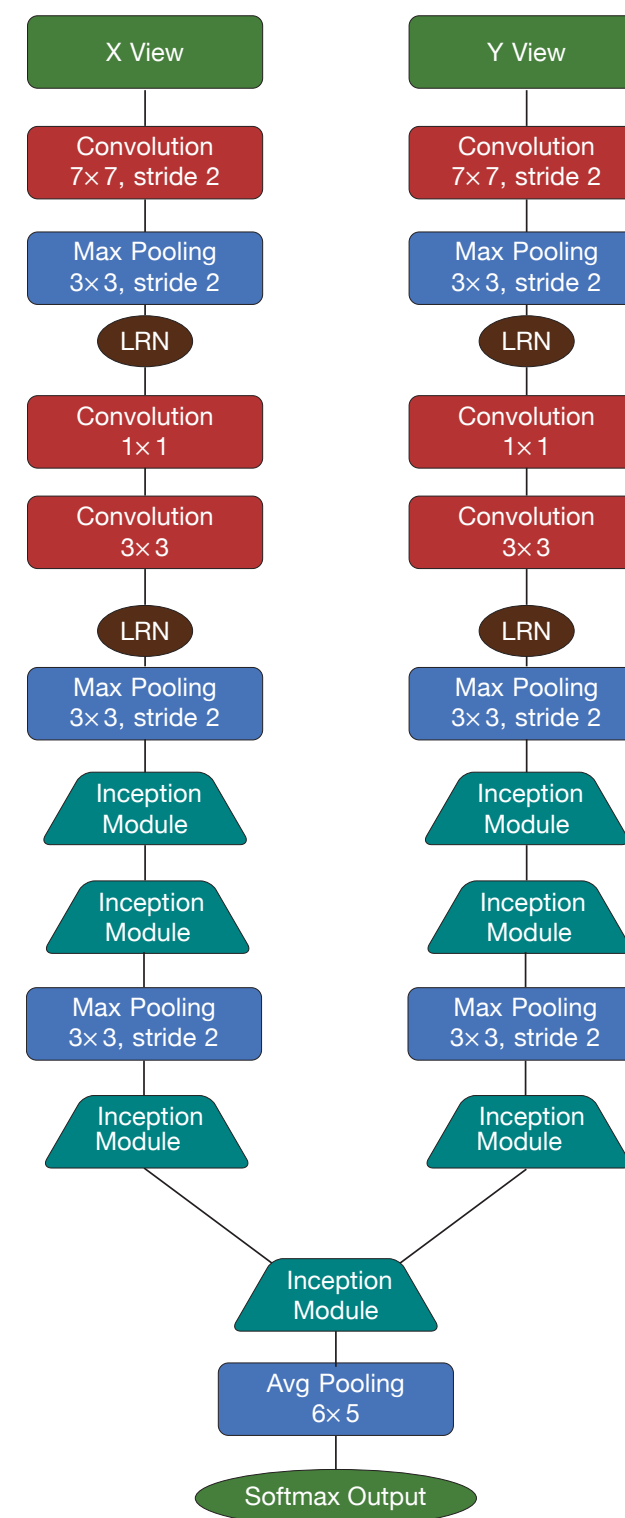 X View
Y View
Convolution
7×7, stride 2
Convolution
7×7, stride 2
Max Pooling
3×3, stride 2
Max Pooling
3×3, stride 2
LRN
LRN
Convolution
1×1
Convolution
1×1
Convolution
3×3
Convolution
3×3
LRN
LRN
Max Pooling
3×3, stride 2
Max Pooling
3×3, stride 2
Inception
Module
Inception
Module
Inception
Module
Inception
Module
Max Pooling
3×3, stride 2
Max Pooling
3×3, stride 2
Inception
Module
Inception
Module
Inception
Module
Avg Pooling
6×5
Softmax Output